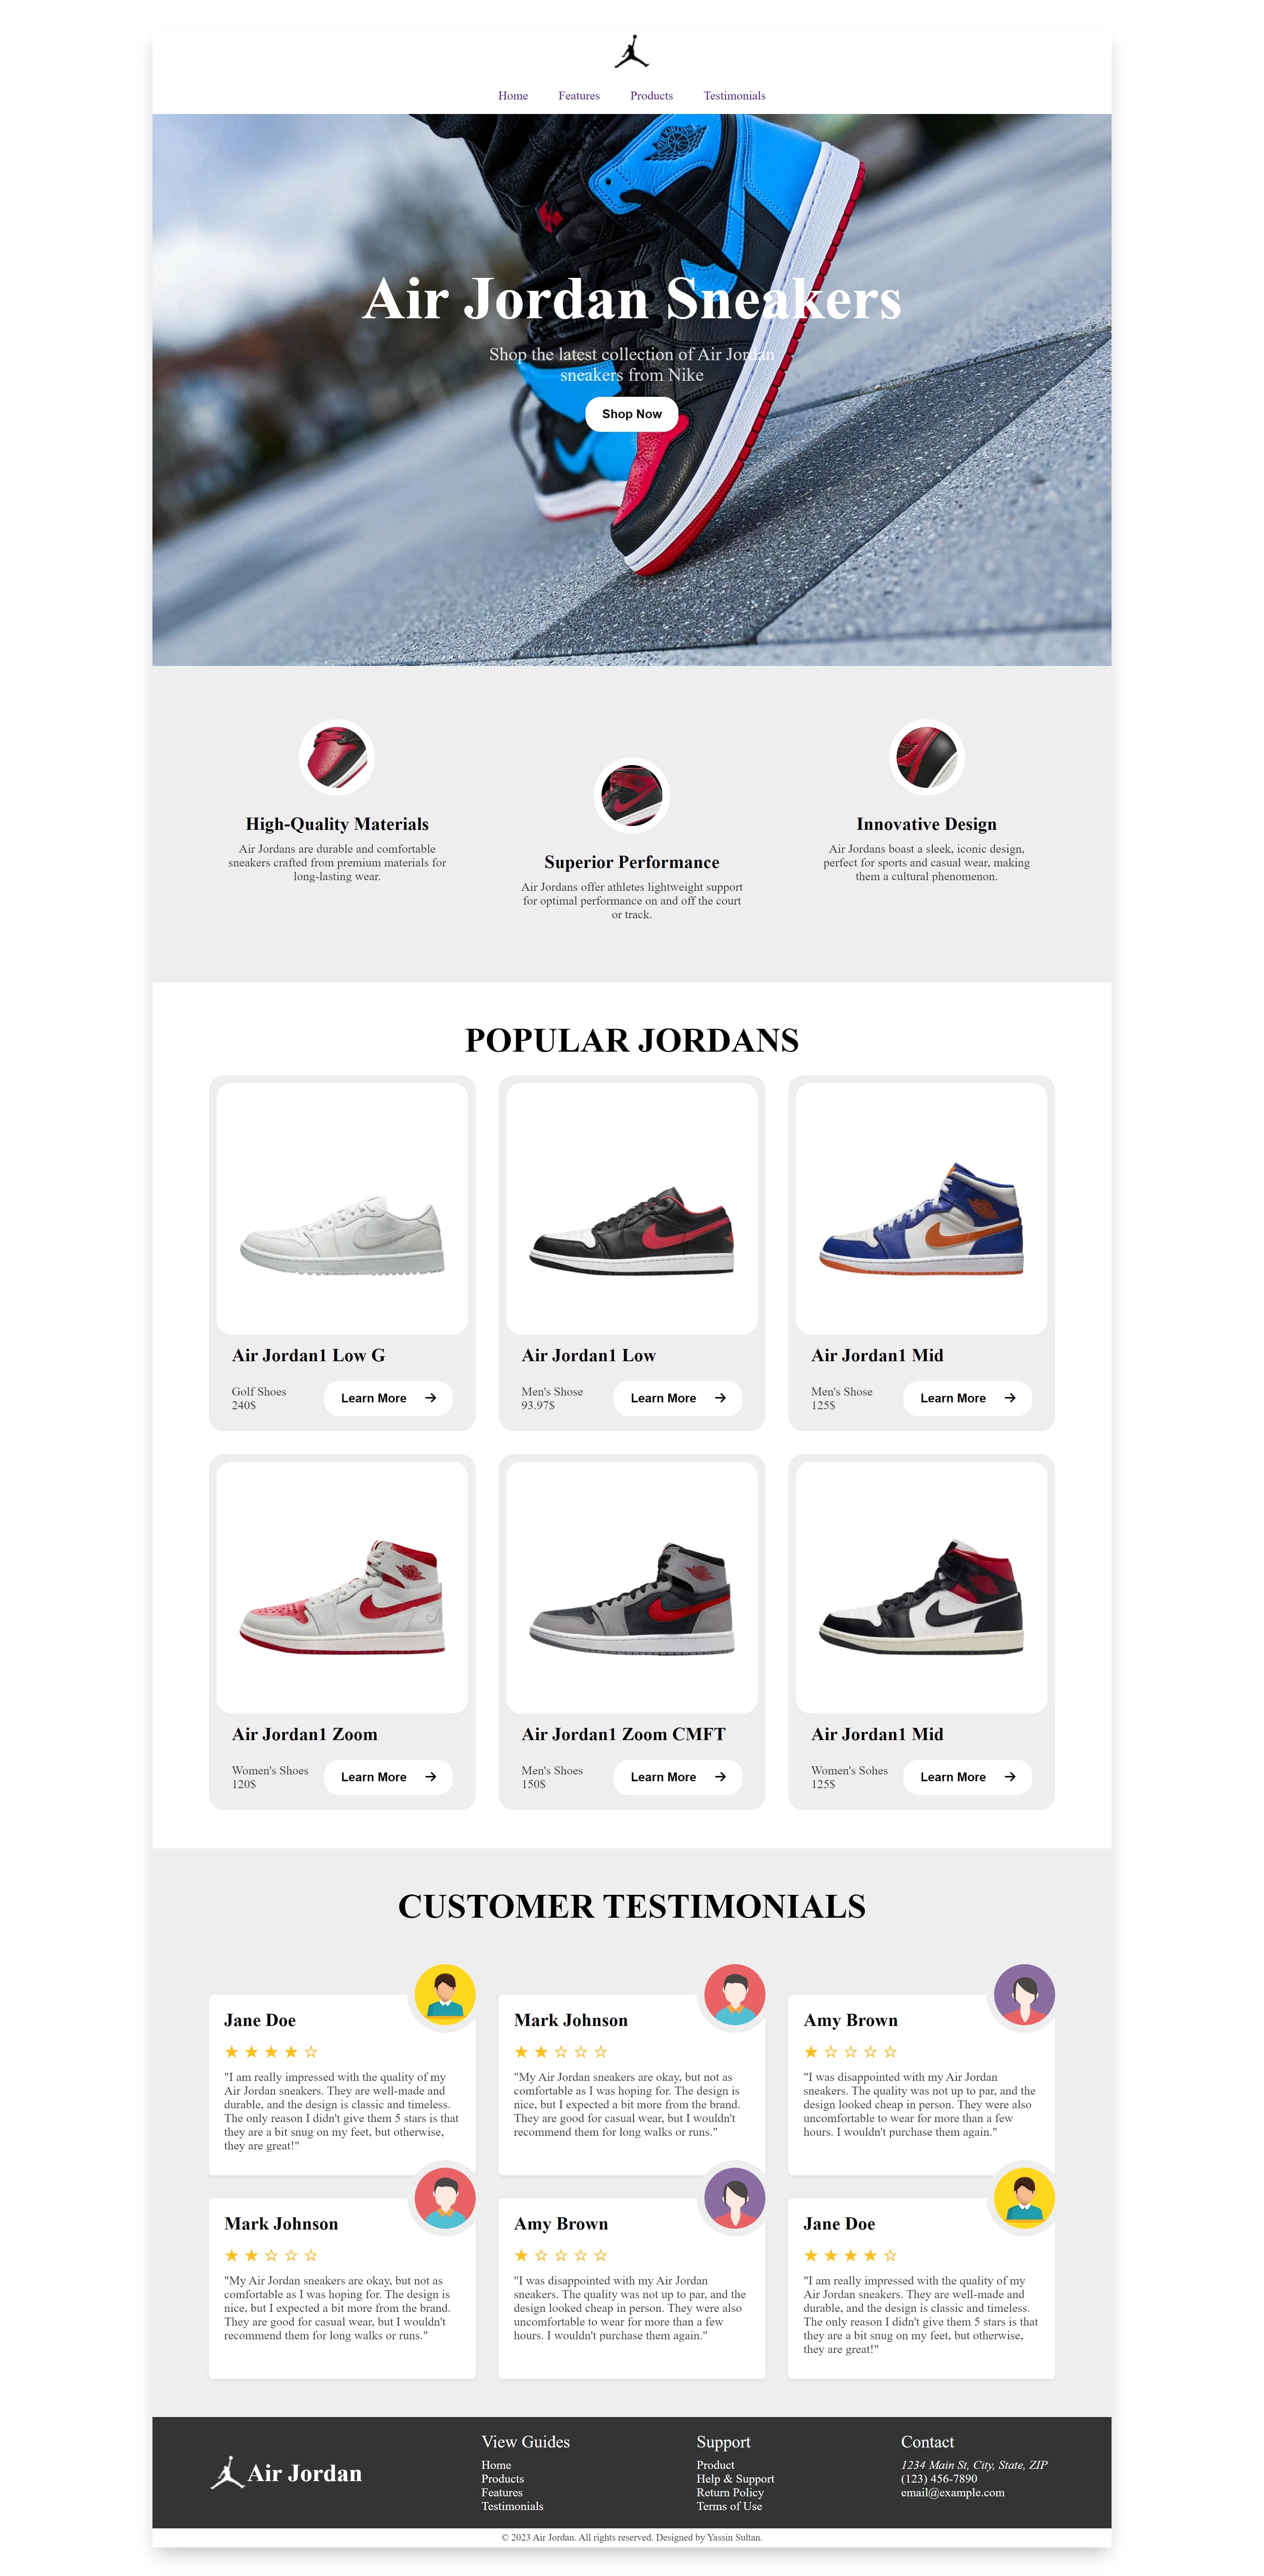 Home
Features
Products
Testimonials
Air Jordan Sneakers
Shop the latest collection of Air Jordan
sneakers from Nike
Shop Now
High-Quality Materials
Air Jordans are durable and comfortable
sneakers crafted from premium materials for
long-lasting wear.
Superior Performance
Air Jordans offer athletes lightweight support
for optimal performance on and off the court
or track.
Innovative Design
Air Jordans boast a sleek, iconic design,
perfect for sports and casual wear, making
them a cultural phenomenon.
POPULAR JORDANS
Air Jordan1 Low G
Golf Shoes
240$
Learn More
Air Jordan1 Low
Men's Shose
93.97$
Learn More
Air Jordan1 Mid
Men's Shose
125$
Learn More
Air Jordan1 Zoom
Women's Shoes
120$
Learn More
Air Jordan1 Zoom CMFT
Men's Shoes
150$
Learn More
Air Jordan1 Mid
Women's Sohes
125$
Learn More
CUSTOMER TESTIMONIALS
Jane Doe
"I am really impressed with the quality of my
Air Jordan sneakers. They are well-made and
durable, and the design is classic and timeless.
The only reason I didn't give them 5 stars is that
they are a bit snug on my feet, but otherwise,
they are great!"
Mark Johnson
"My Air Jordan sneakers are okay, but not as
comfortable as I was hoping for. The design is
nice, but I expected a bit more from the brand.
They are good for casual wear, but I wouldn't
recommend them for long walks or runs."
Amy Brown
"I was disappointed with my Air Jordan
sneakers. The quality was not up to par, and the
design looked cheap in person. They were also
uncomfortable to wear for more than a few
hours. I wouldn't purchase them again."
Mark Johnson
"My Air Jordan sneakers are okay, but not as
comfortable as I was hoping for. The design is
nice, but I expected a bit more from the brand.
They are good for casual wear, but I wouldn't
recommend them for long walks or runs."
Amy Brown
"I was disappointed with my Air Jordan
sneakers. The quality was not up to par, and the
design looked cheap in person. They were also
uncomfortable to wear for more than a few
hours. I wouldn't purchase them again."
Jane Doe
"I am really impressed with the quality of my
Air Jordan sneakers. They are well-made and
durable, and the design is classic and timeless.
The only reason I didn't give them 5 stars is that
they are a bit snug on my feet, but otherwise,
they are great!"
Air Jordan
View Guides
Home
Products
Features
Testimonials
Support
Product
Help & Support
Return Policy
Terms of Use
Contact
1234 Main St, City, State, ZIP
(123) 456-7890
email@example.com
© 2023 Air Jordan. All rights reserved. Designed by Yassin Sultan.